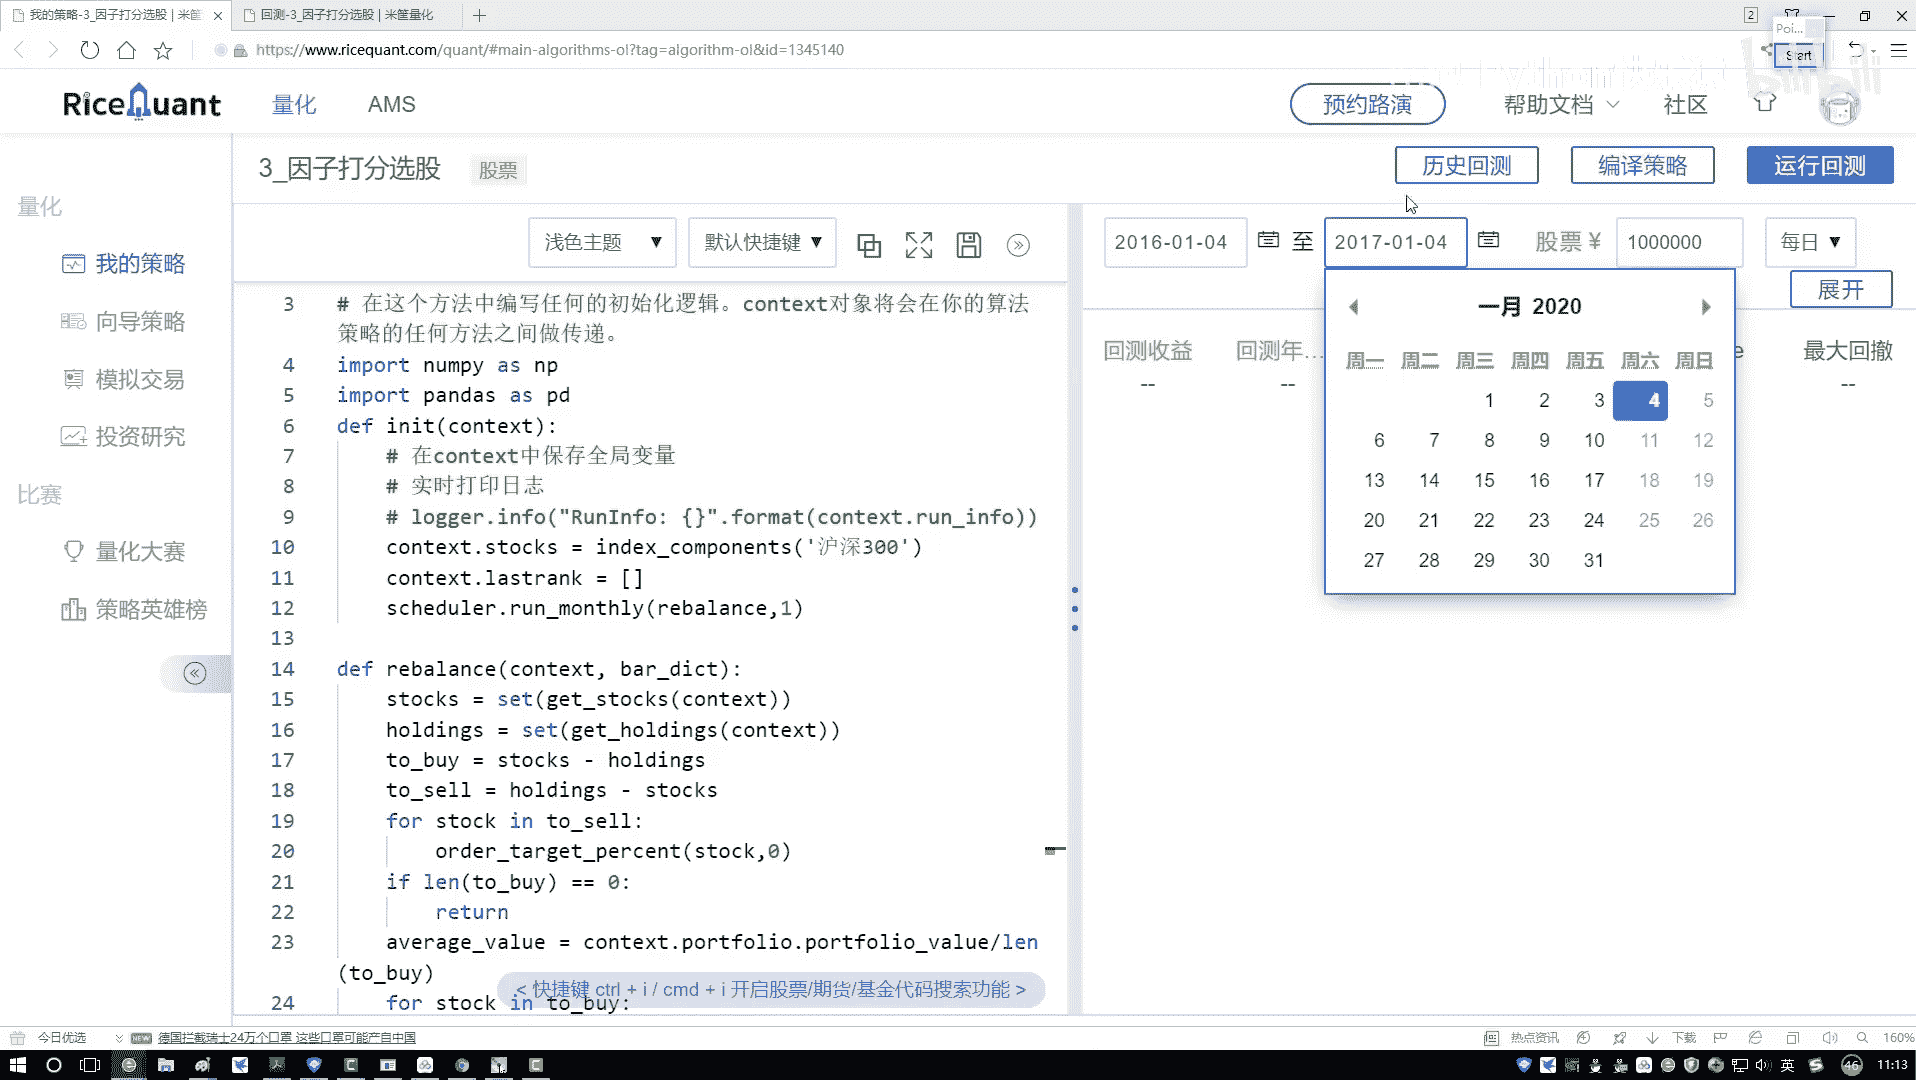 我的策略-3_因子打分选股 | 米筐
回测-3_因子打分选股 | 米筐量化
2
Poi...
Start
https://www.ricequant.com/quant/#main-algorithms-ol?tag=algorithm-ol&id=1345140
RiceQuant
量化
AMS
预约路演
帮助文档
社区
3_因子打分选股
股票
历史回测
编译策略
运行回测
量化
我的策略
向导策略
模拟交易
投资研究
比赛
量化大赛
策略英雄榜
浅色主题
默认快捷键
2016-01-04
至
2017-01-04
股票 ¥
1000000
每日
展开
3 # 在这个方法中编写任何的初始化逻辑。context对象将会在你的算法
策略的任何方法之间做传递。
4 import numpy as np
5 import pandas as pd
6 def init(context):
7 # 在context中保存全局变量
8 # 实时打印日志
9 # logger.info("RunInfo: {}".format(context.run_info))
10 context.stocks = index_components('沪深300')
11 context.lastrank = []
12 scheduler.run_monthly(rebalance,1)
13
14 def rebalance(context, bar_dict):
15 stocks = set(get_stocks(context))
16 holdings = set(get_holdings(context))
17 to_buy = stocks - holdings
18 to_sell = holdings - stocks
19 for stock in to_sell:
20 order_target_percent(stock,0)
21 if len(to_buy) == 0:
22 return
23 average_value = context.portfolio.portfolio_value/len
(to_buy)
24 for stock in to_buy:
< 快捷键 ctrl + i / cmd + i 开启股票/期货/基金代码搜索功能 >
一月 2020
周一 周二 周三 周四 周五 周六 周日
1 2 3 4 5
6 7 8 9 10 11 12
13 14 15 16 17 18 19
20 21 22 23 24 25 26
27 28 29 30 31
回测收益
--
回测年...
--
e
最大回撤
--
今日优选
NEW
德国拦截瑞士24万个口罩 这些口罩可能产自中国
热点资讯
下载
160%
英
46
11:13